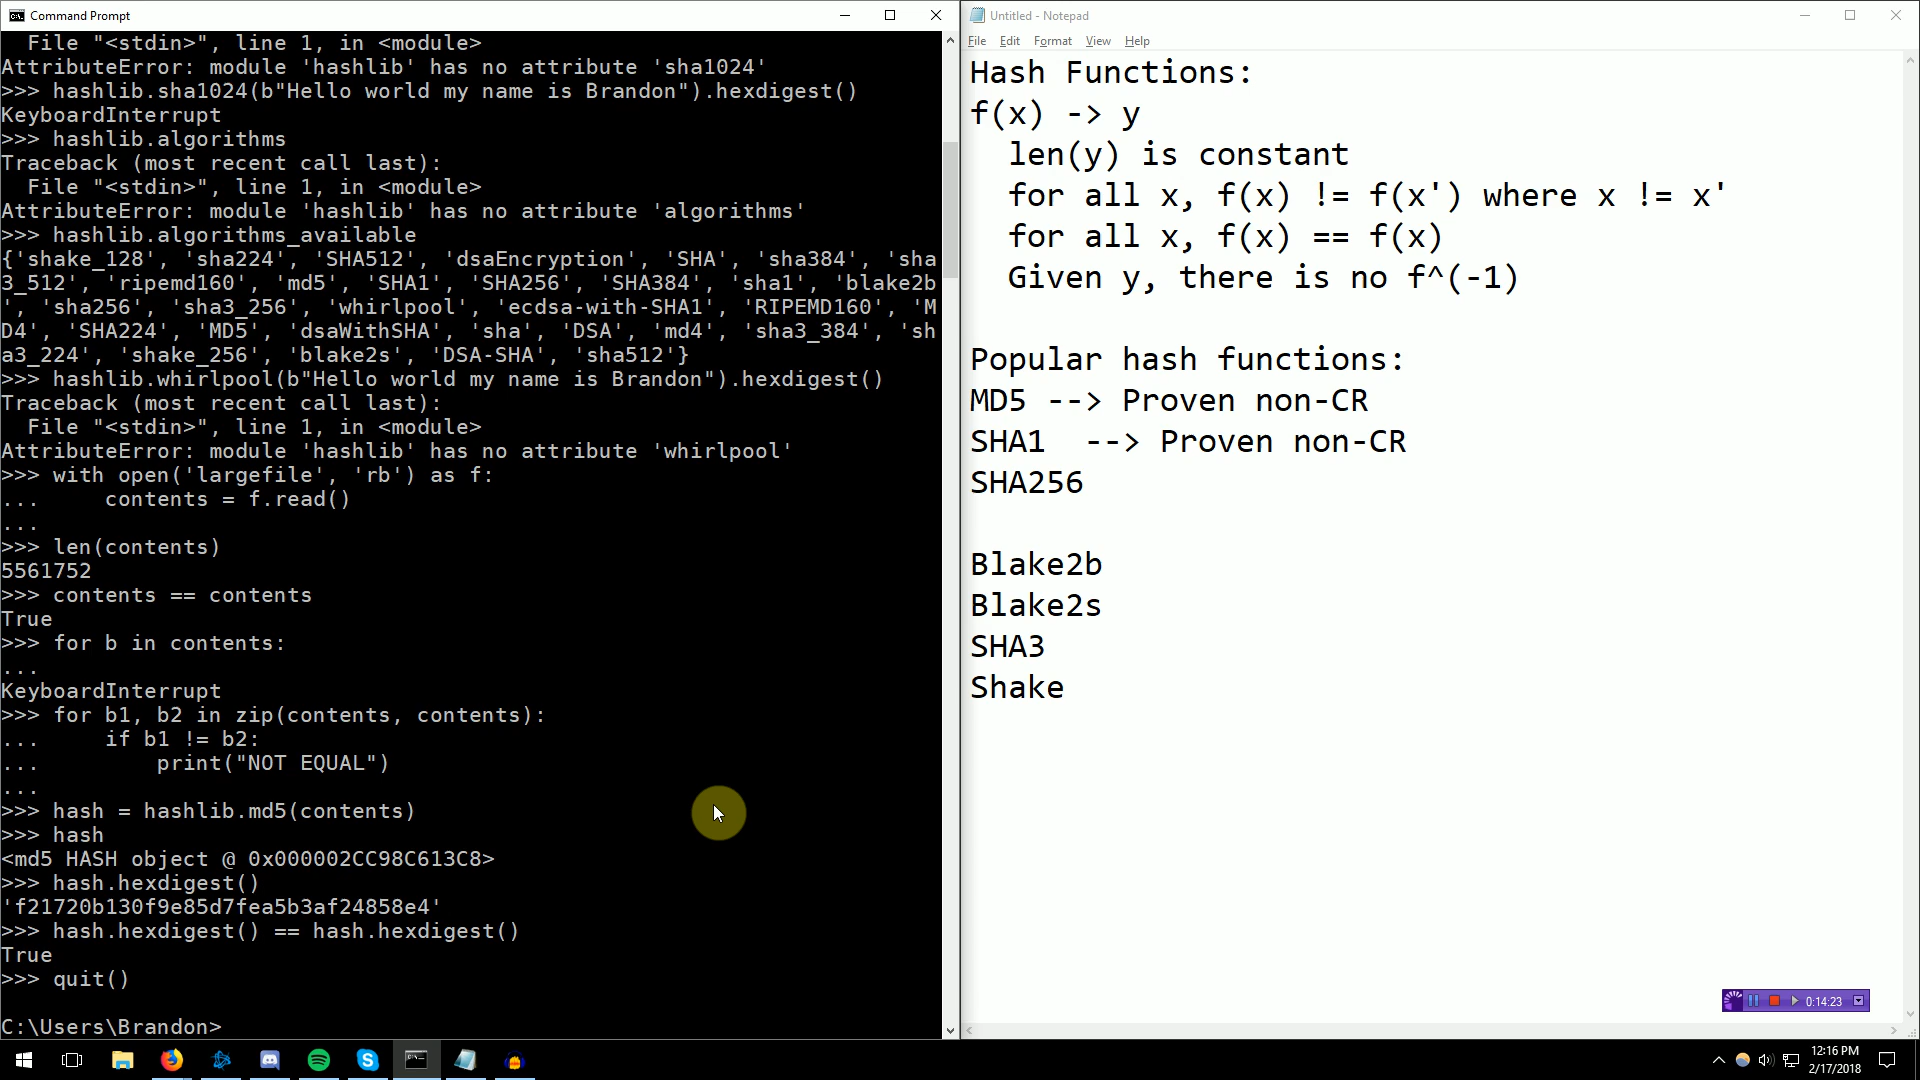 Command Prompt
File "<stdin>", line 1, in <module>
AttributeError: module 'hashlib' has no attribute 'sha1024'
>>> hashlib.sha1024(b"Hello world my name is Brandon").hexdigest()
KeyboardInterrupt
>>> hashlib.algorithms
Traceback (most recent call last):
  File "<stdin>", line 1, in <module>
AttributeError: module 'hashlib' has no attribute 'algorithms'
>>> hashlib.algorithms_available
{'shake_128', 'sha224', 'SHA512', 'dsaEncryption', 'SHA', 'sha384', 'sha
3_512', 'ripemd160', 'md5', 'SHA1', 'SHA256', 'SHA384', 'sha1', 'blake2b
', 'sha256', 'sha3_256', 'whirlpool', 'ecdsa-with-SHA1', 'RIPEMD160', 'M
D4', 'SHA224', 'MD5', 'dsaWithSHA', 'sha', 'DSA', 'md4', 'sha3_384', 'sh
a3_224', 'shake_256', 'blake2s', 'DSA-SHA', 'sha512'}
>>> hashlib.whirlpool(b"Hello world my name is Brandon").hexdigest()
Traceback (most recent call last):
  File "<stdin>", line 1, in <module>
AttributeError: module 'hashlib' has no attribute 'whirlpool'
>>> with open('largefile', 'rb') as f:
...     contents = f.read()
...
>>> len(contents)
5561752
>>> contents == contents
True
>>> for b in contents:
...
KeyboardInterrupt
>>> for b1, b2 in zip(contents, contents):
...     if b1 != b2:
...         print("NOT EQUAL")
...
>>> hash = hashlib.md5(contents)
>>> hash
<md5 HASH object @ 0x000002CC98C613C8>
>>> hash.hexdigest()
'f21720b130f9e85d7fea5b3af24858e4'
>>> hash.hexdigest() == hash.hexdigest()
True
>>> quit()
C:\Users\Brandon>
Untitled - Notepad
File Edit Format View Help
Hash Functions:
f(x) -> y
  len(y) is constant
  for all x, f(x) != f(x') where x != x'
  for all x, f(x) == f(x)
  Given y, there is no f^(-1)
Popular hash functions:
MD5 --> Proven non-CR
SHA1  --> Proven non-CR
SHA256
Blake2b
Blake2s
SHA3
Shake
0:14:23
12:16 PM
2/17/2018